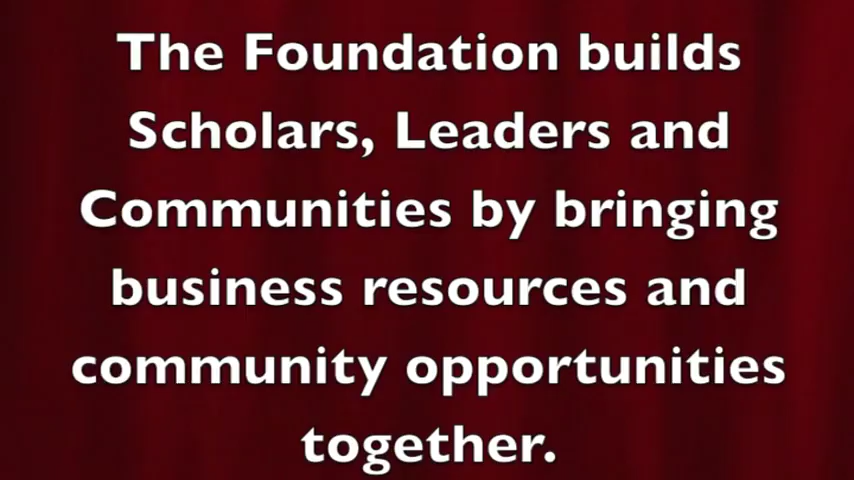 The Foundation builds
Scholars, Leaders and
Communities by bringing
business resources and
community opportunities
together.